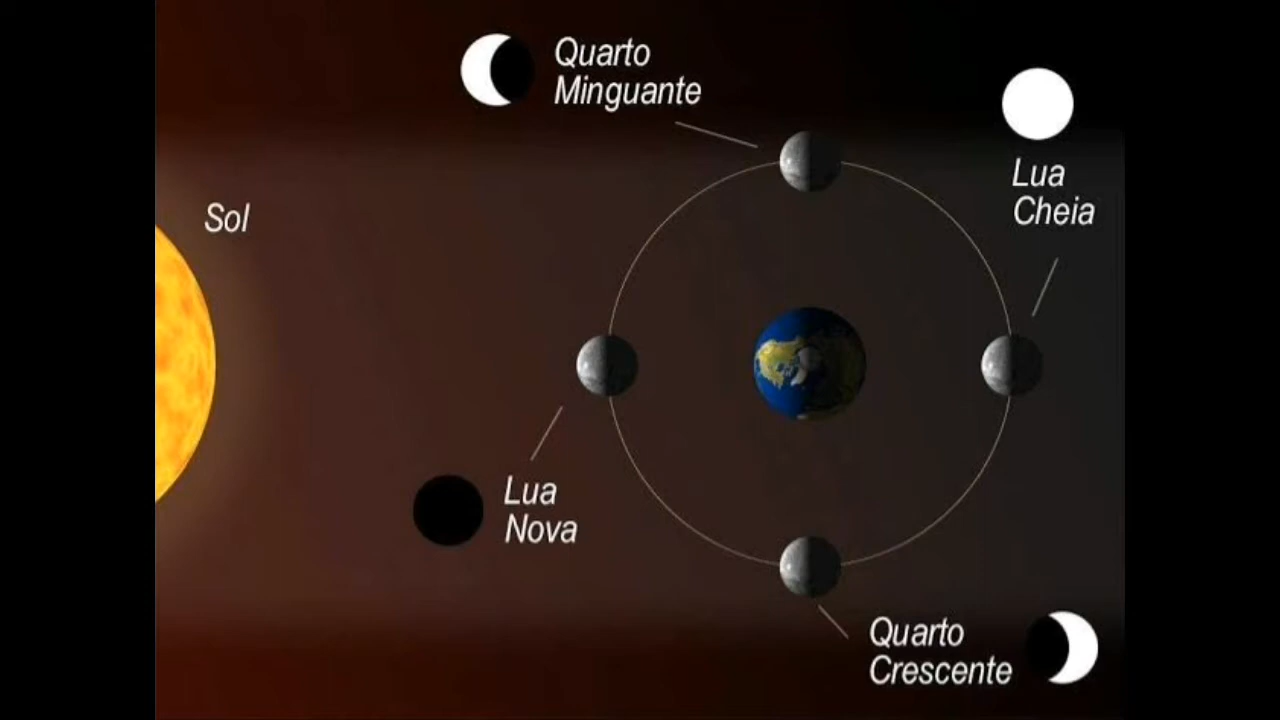 Quarto
Minguante
Lua
Cheia
Sol
Lua
Nova
Quarto
Crescente